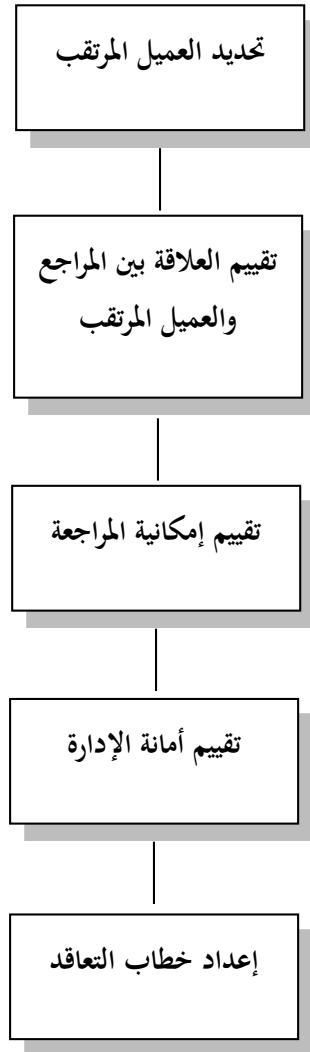 تحديد العميل المرتقب
تقييم العلاقة بين المراجع
والعميل المرتقب
تقييم إمكانية المراجعة
تقييم أمانة الإدارة
إعداد خطاب التعاقد